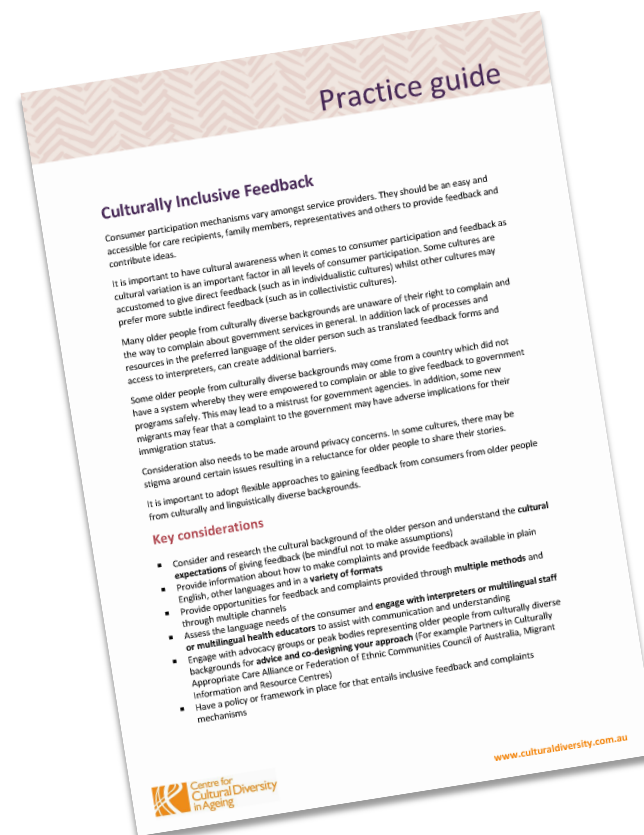 Practice guide
Culturally Inclusive Feedback
Consumer participation mechanisms vary amongst service providers. They should be an easy and
accessible for care recipients, family members, representatives and others to provide feedback and
contribute ideas.
It is important to have cultural awareness when it comes to consumer participation and feedback as
cultural variation is an important factor in all levels of consumer participation. Some cultures are
accustomed to give direct feedback (such as in individualistic cultures) whilst other cultures may
prefer more subtle indirect feedback (such as in collectivistic cultures).
Many older people from culturally diverse backgrounds are unaware of their right to complain and
the way to complain about government services in general. In addition lack of processes and
resources in the preferred language of the older person such as translated feedback forms and
access to interpreters, can create additional barriers.
Some older people from culturally diverse backgrounds may come from a country which did not
have a system whereby they were empowered to complain or able to give feedback to government
programs safely. This may lead to a mistrust for government agencies. In addition, some new
migrants may fear that a complaint to the government may have adverse implications for their
immigration status.
Consideration also needs to be made around privacy concerns. In some cultures, there may be
stigma around certain issues resulting in a reluctance for older people to share their stories.
It is important to adopt flexible approaches to gaining feedback from consumers from older people
from culturally and linguistically diverse backgrounds.
Key considerations
▪ Consider and research the cultural background of the older person and understand the cultural
expectations of giving feedback (be mindful not to make assumptions)
▪ Provide information about how to make complaints and provide feedback available in plain
English, other languages and in a variety of formats
▪ Provide opportunities for feedback and complaints provided through multiple methods and
through multiple channels
▪ Assess the language needs of the consumer and engage with interpreters or multilingual staff
or multilingual health educators to assist with communication and understanding
▪ Engage with advocacy groups or peak bodies representing older people from culturally diverse
backgrounds for advice and co-designing your approach (For example Partners in Culturally
Appropriate Care Alliance or Federation of Ethnic Communities Council of Australia, Migrant
Information and Resource Centres)
▪ Have a policy or framework in place for that entails inclusive feedback and complaints
mechanisms
www.culturaldiversity.com.au
Centre for
Cultural Diversity
in Ageing